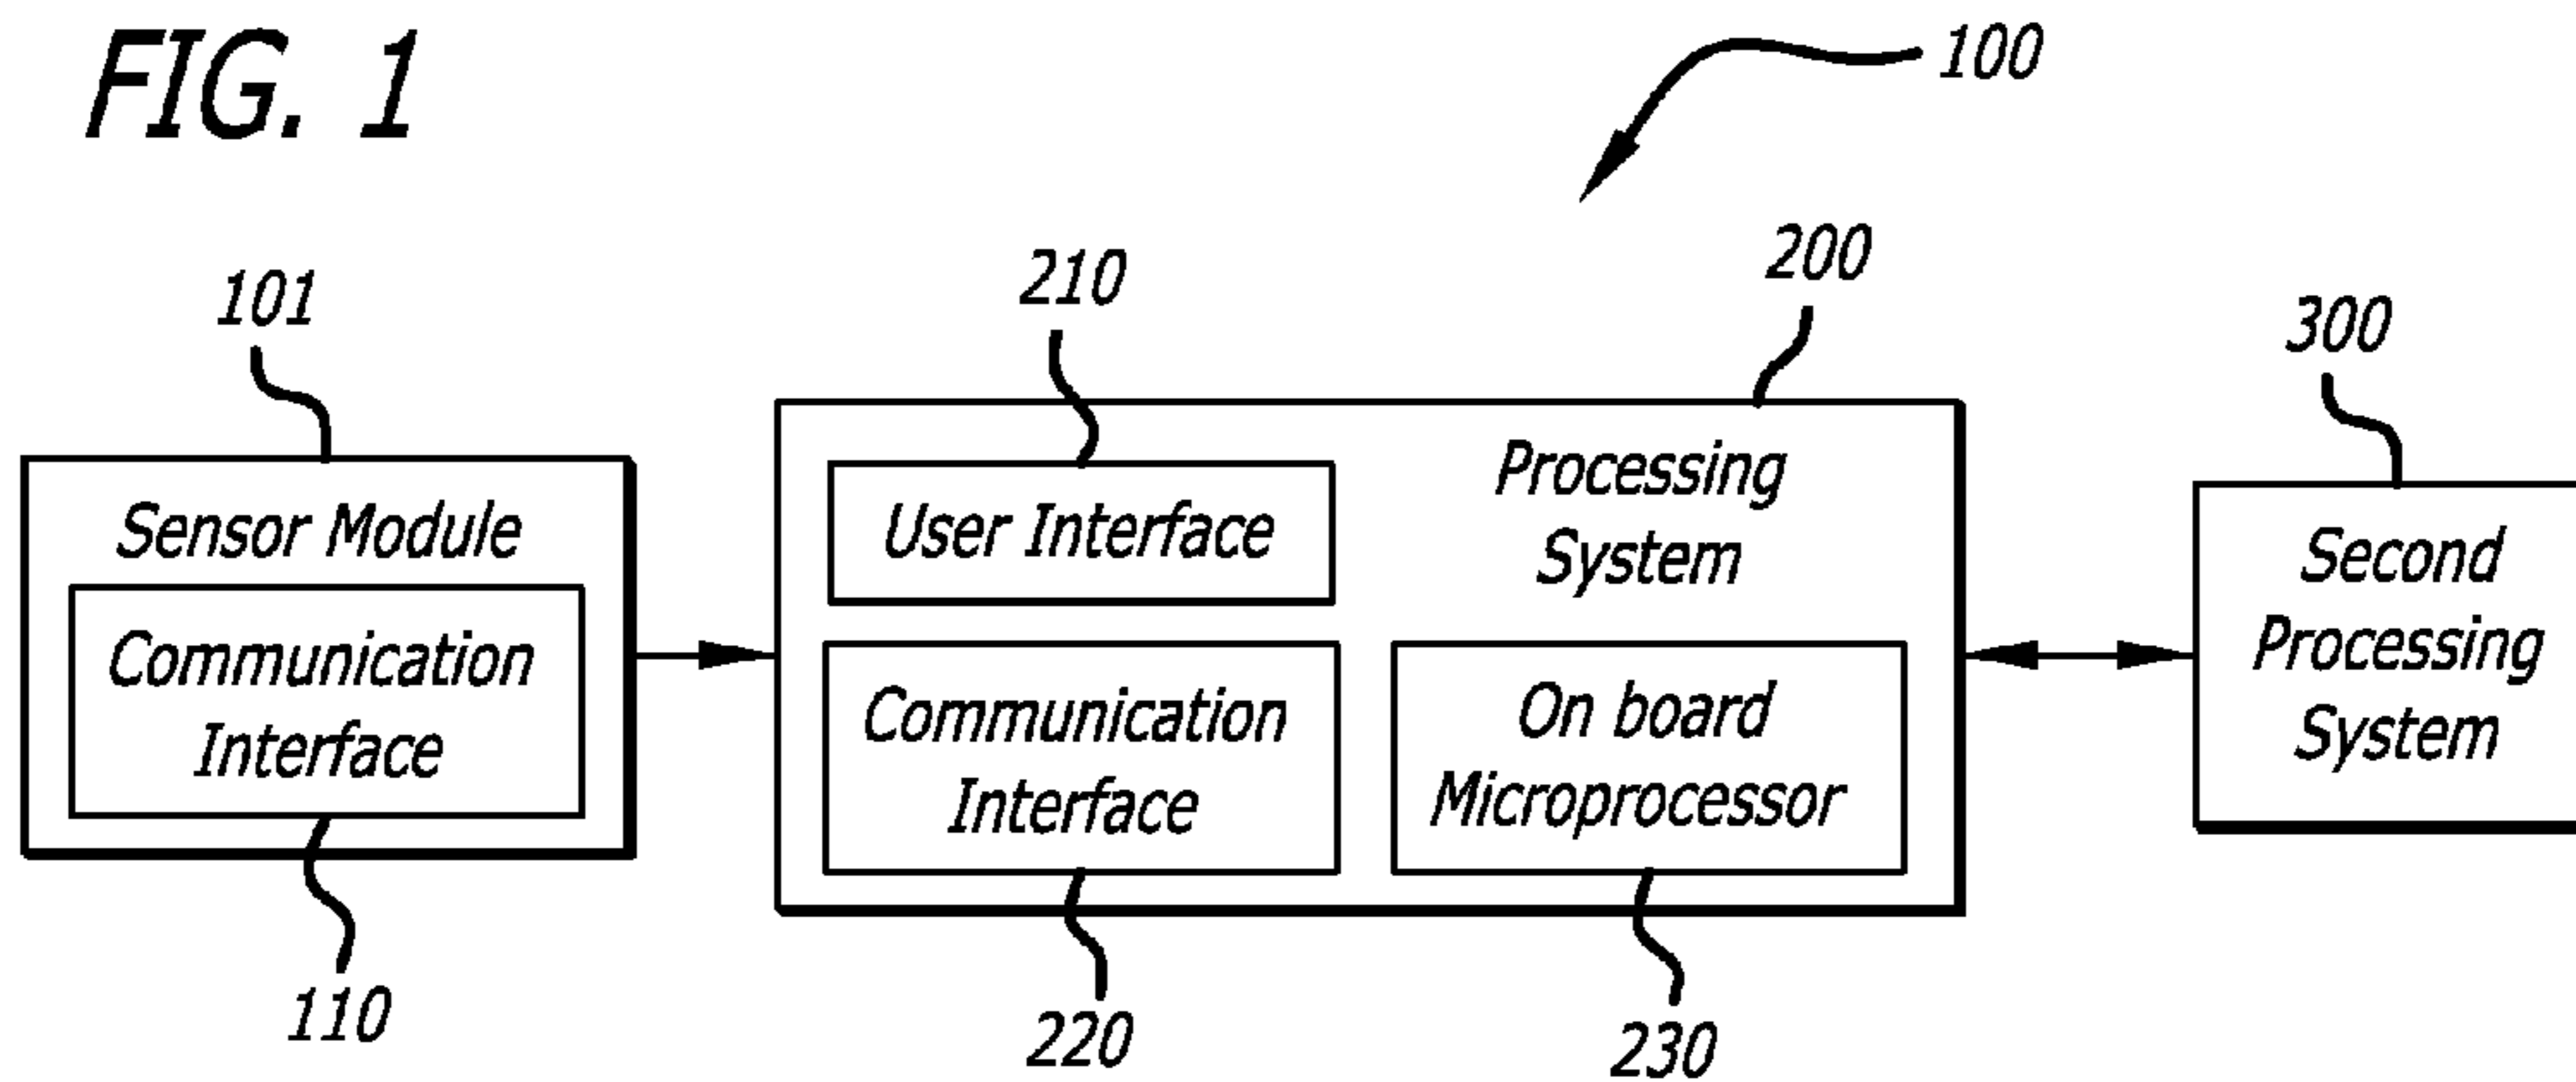 FIG. 1
100
101
210
200
300
Sensor Module
Communication
Interface
110
User Interface
Processing
System
Communication
Interface
220
On board
Microprocessor
230
Second
Processing
System